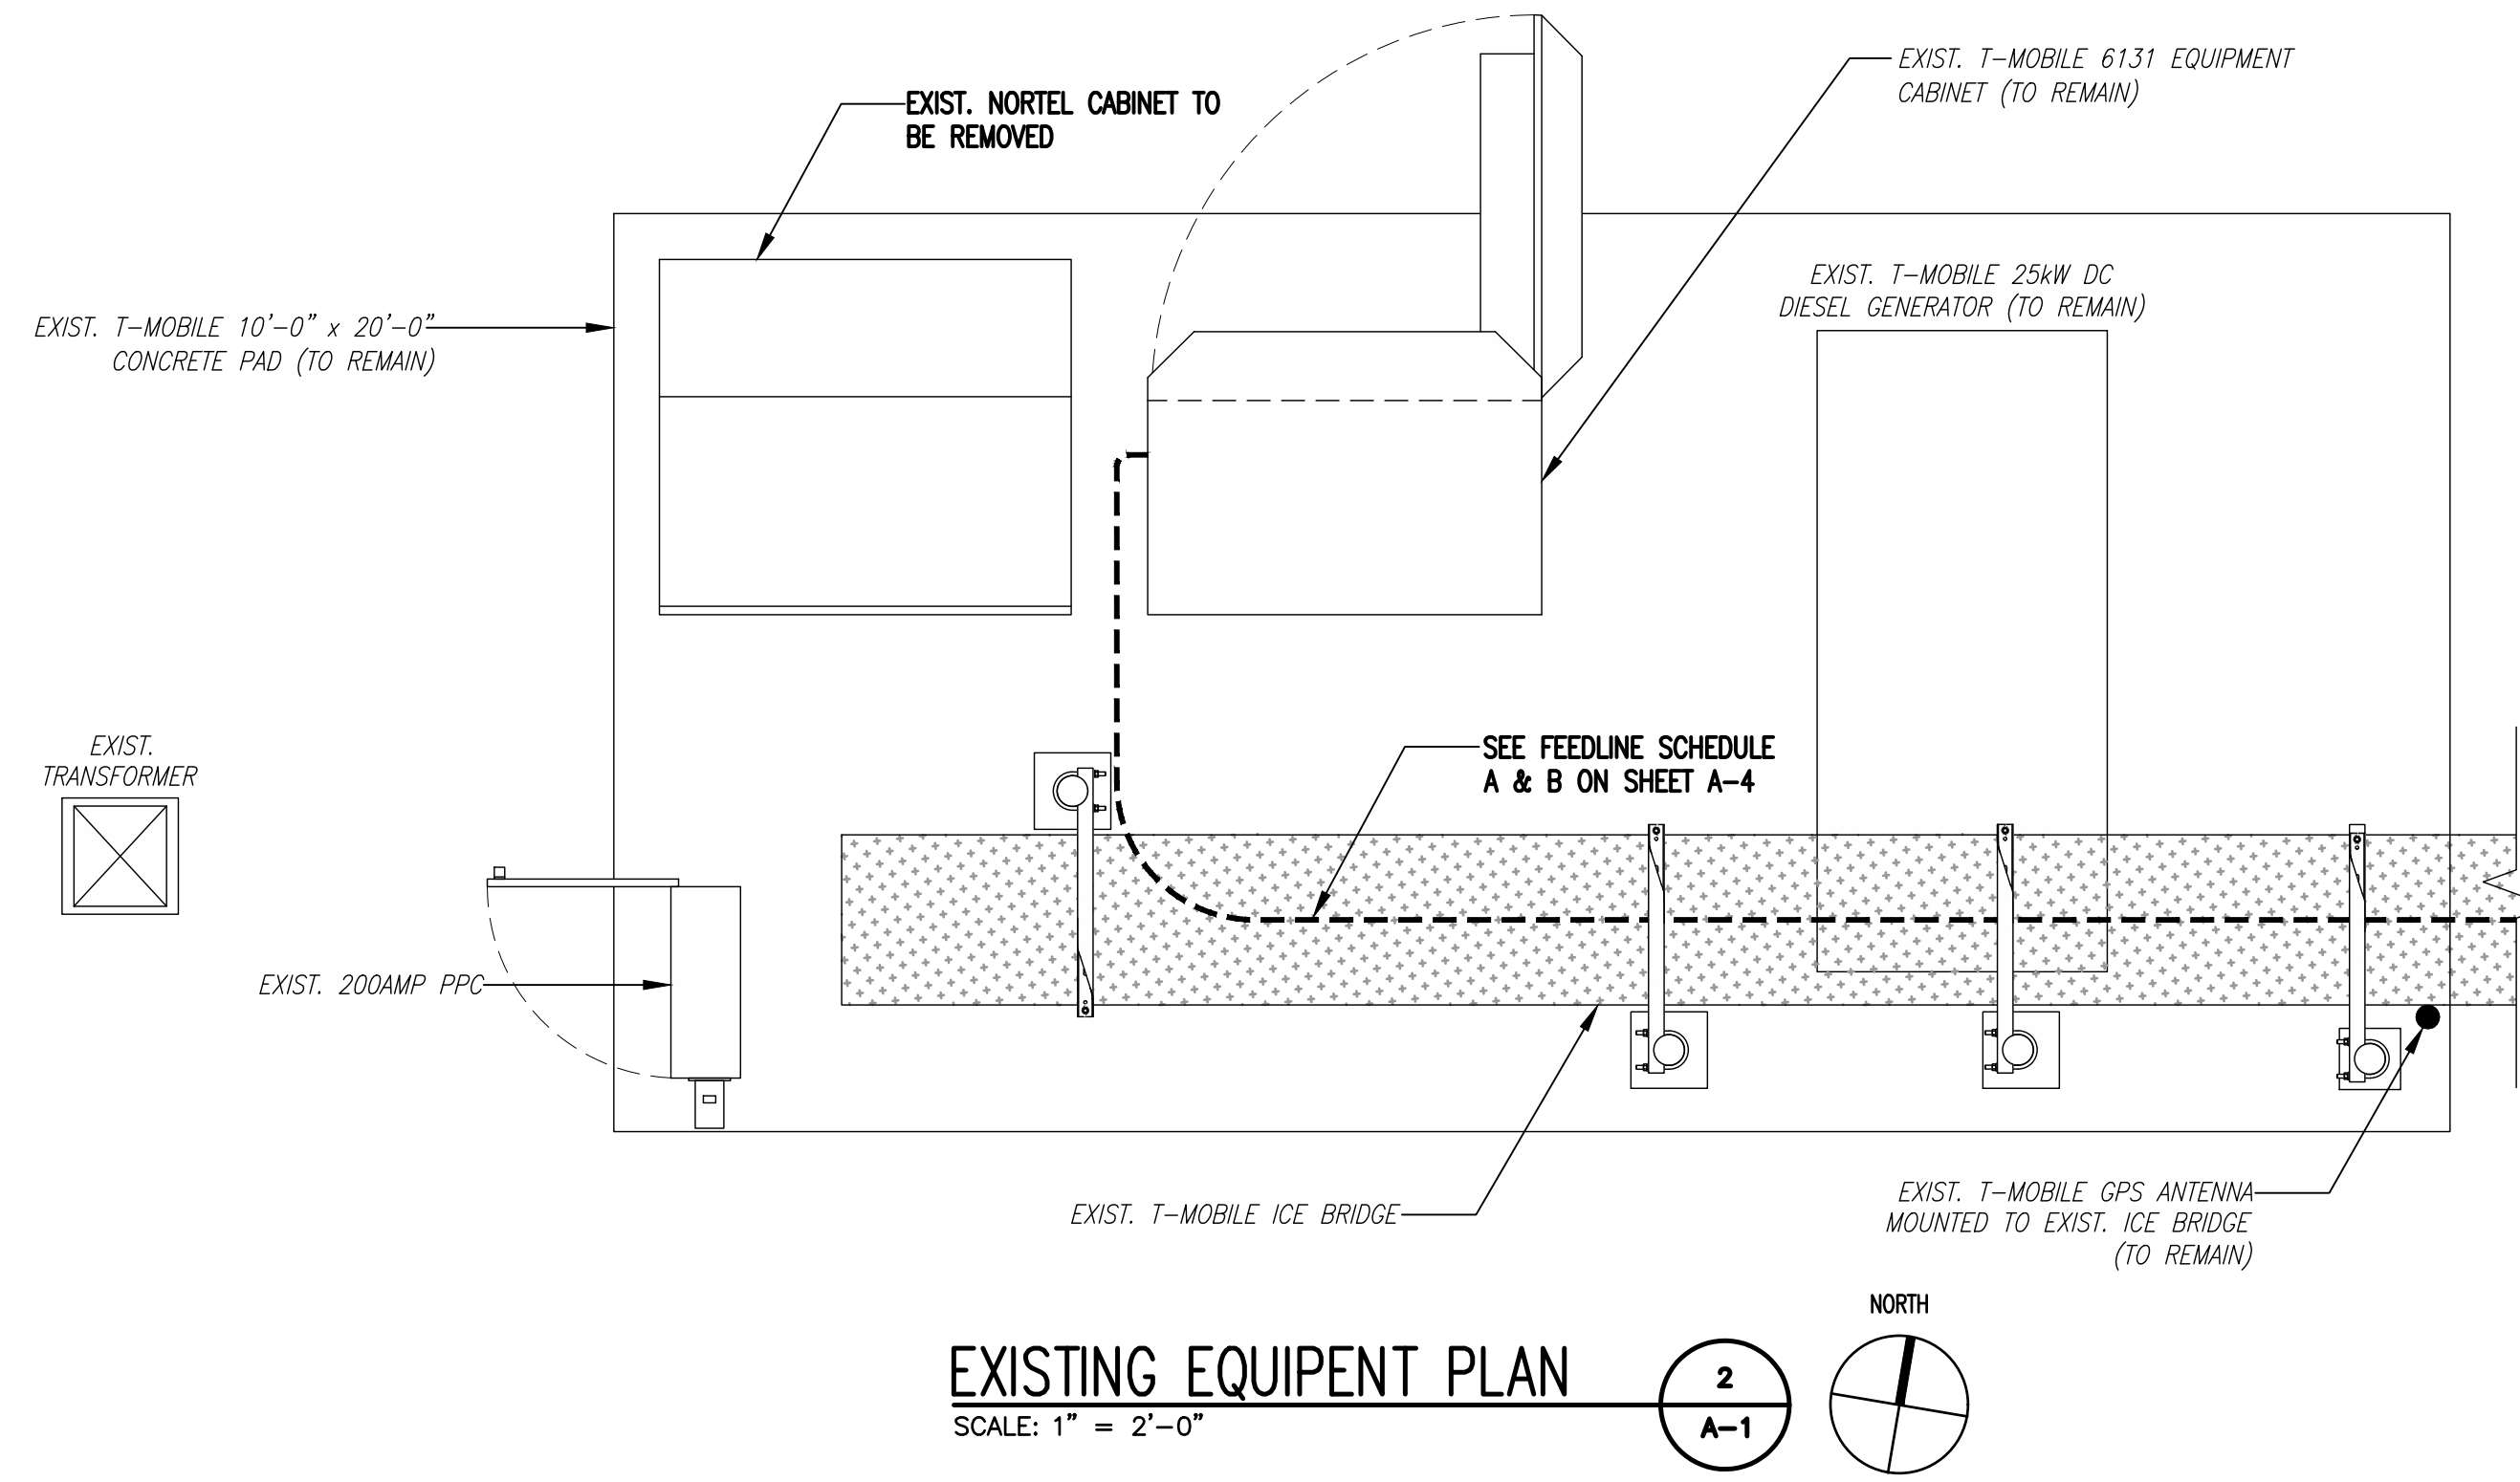 EXIST. T-MOBILE 6131 EQUIPMENT
CABINET (TO REMAIN)
EXIST. NORTEL CABINET TO
BE REMOVED
EXIST. T-MOBILE 25kW DC
DIESEL GENERATOR (TO REMAIN)
EXIST. T-MOBILE 10'-0" x 20'-0"
CONCRETE PAD (TO REMAIN)
EXIST.
TRANSFORMER
SEE FEEDLINE SCHEDULE
A & B ON SHEET A-4
EXIST. 200AMP PPC
EXIST. T-MOBILE ICE BRIDGE
EXIST. T-MOBILE GPS ANTENNA
MOUNTED TO EXIST. ICE BRIDGE
(TO REMAIN)
NORTH
EXISTING EQUIPENT PLAN
SCALE: 1" = 2'-0"
2
A-1